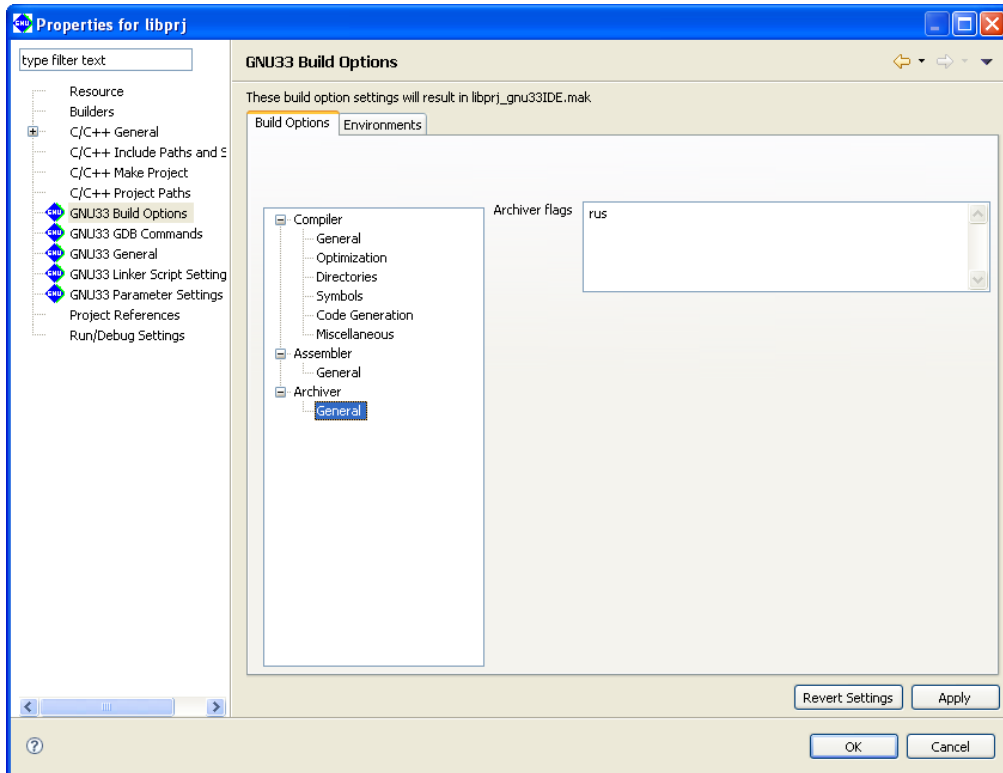 Properties for libprj
type filter text
Resource
Builders
C/C++ General
C/C++ Include Paths and S
C/C++ Make Project
C/C++ Project Paths
GNU33 Build Options
GNU33 GDB Commands
GNU33 General
GNU33 Linker Script Setting
GNU33 Parameter Settings
Project References
Run/Debug Settings
GNU33 Build Options
These build option settings will result in libprj_gnu33IDE.mak
Build Options
Environments
Compiler
General
Optimization
Directories
Symbols
Code Generation
Miscellaneous
Assembler
General
Archiver
General
Archiver flags
rus
Revert Settings
Apply
OK
Cancel